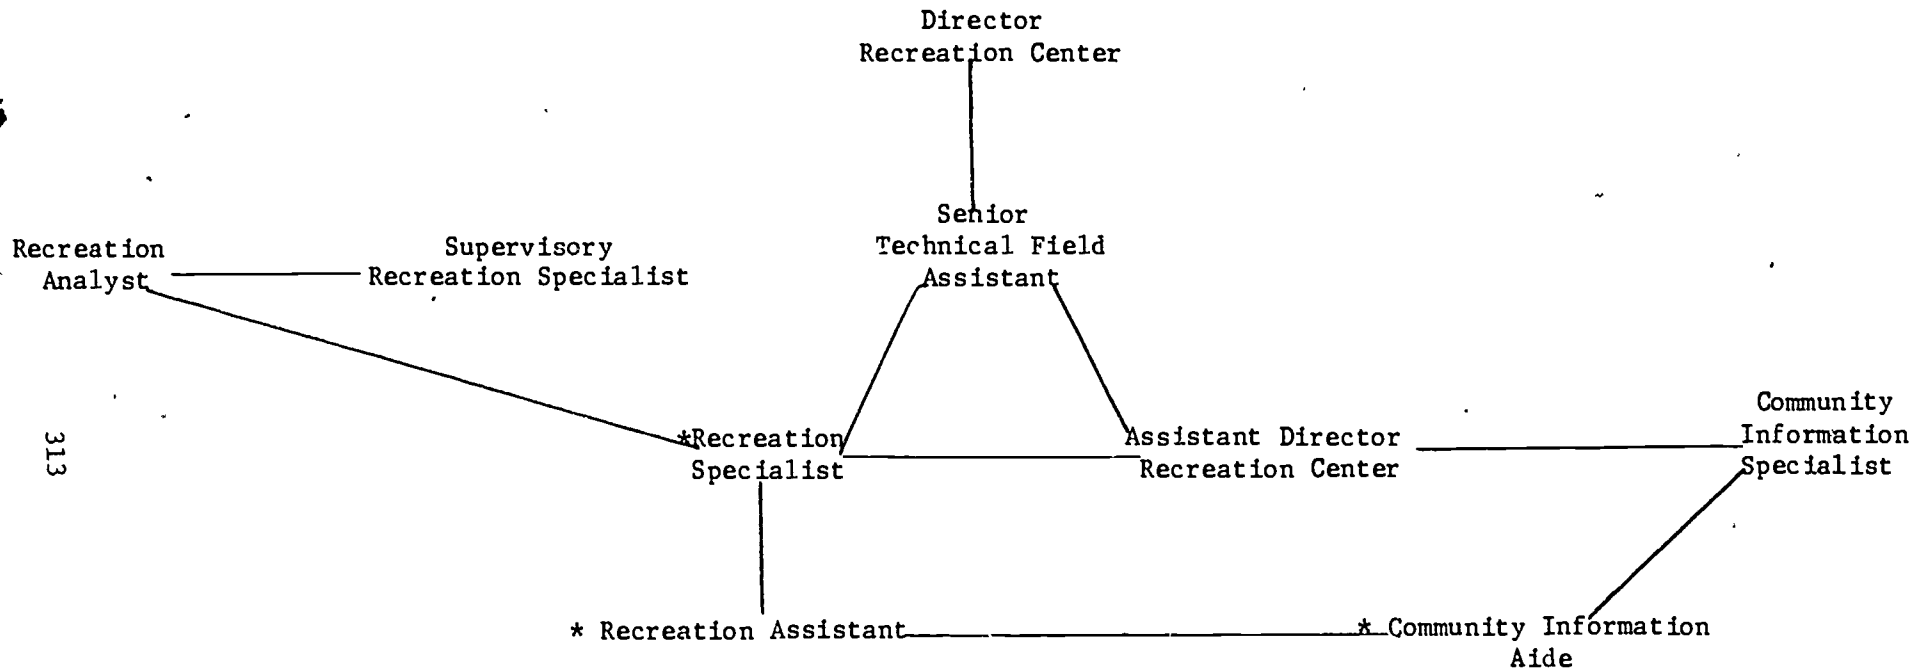 Director
Recreation Center
Senior
Technical Field
Assistant
Recreation
Analyst
Supervisory
Recreation Specialist
*Recreation
Specialist
Assistant Director
Recreation Center
Community
Information
Specialist
* Recreation Assistant
* Community Information
Aide
313